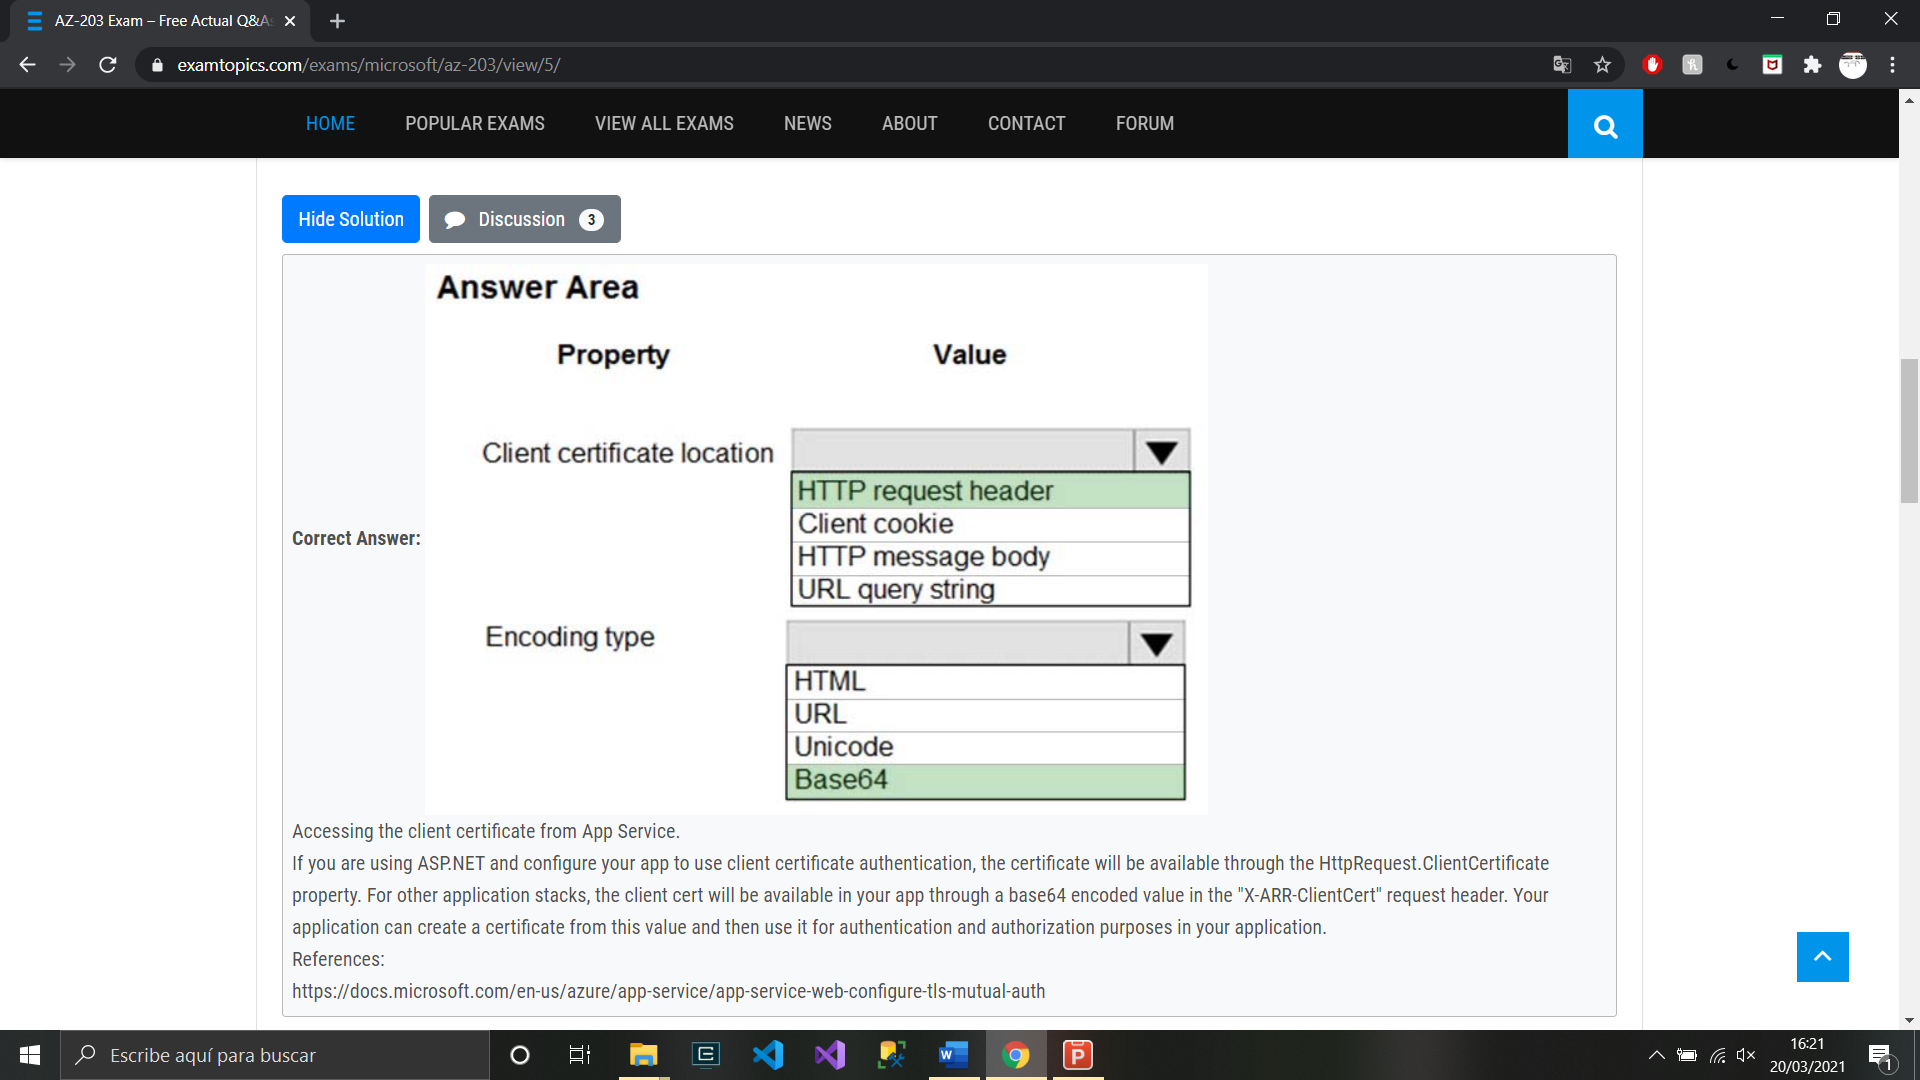 AZ-203 Exam – Free Actual Q&As
examtopics.com/exams/microsoft/az-203/view/5/
HOME POPULAR EXAMS VIEW ALL EXAMS NEWS ABOUT CONTACT FORUM
Hide Solution Discussion 3
Answer Area
Property Value
Client certificate location
HTTP request header
Client cookie
Correct Answer:
HTTP message body
URL query string
Encoding type
HTML
URL
Unicode
Base64
Accessing the client certificate from App Service.
If you are using ASP.NET and configure your app to use client certificate authentication, the certificate will be available through the HttpRequest.ClientCertificate
property. For other application stacks, the client cert will be available in your app through a base64 encoded value in the "X-ARR-ClientCert" request header. Your
application can create a certificate from this value and then use it for authentication and authorization purposes in your application.
References:
https://docs.microsoft.com/en-us/azure/app-service/app-service-web-configure-tls-mutual-auth
Escribe aquí para buscar
16:21
20/03/2021
1